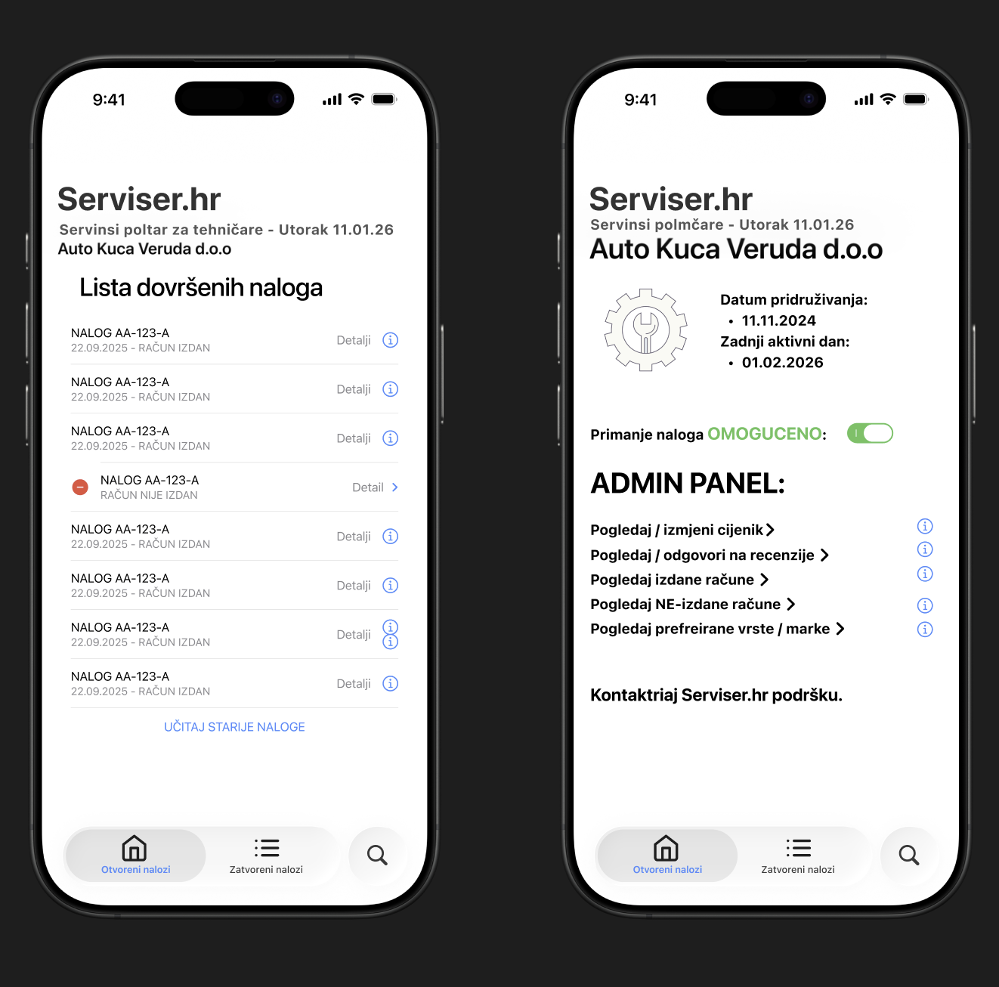 9:41
Serviser.hr
Servinsi poltar za tehničare - Utorak 11.01.26
Auto Kuca Veruda d.o.o
Lista dovršenih naloga
NALOG AA-123-A
22.09.2025 - RAČUN IZDAN
Detalji
NALOG AA-123-A
22.09.2025 - RAČUN IZDAN
Detalji
NALOG AA-123-A
22.09.2025 - RAČUN IZDAN
Detalji
NALOG AA-123-A
RAČUN NIJE IZDAN
Detail
NALOG AA-123-A
22.09.2025 - RAČUN IZDAN
Detalji
NALOG AA-123-A
22.09.2025 - RAČUN IZDAN
Detalji
NALOG AA-123-A
22.09.2025 - RAČUN IZDAN
Detalji
NALOG AA-123-A
22.09.2025 - RAČUN IZDAN
Detalji
UČITAJ STARIJE NALOGE
Otvoreni nalozi
Zatvoreni nalozi
9:41
Serviser.hr
Servinsi polmčare - Utorak 11.01.26
Auto Kuca Veruda d.o.o
Datum pridruživanja:
• 11.11.2024
Zadnji aktivni dan:
• 01.02.2026
Primanje naloga OMOGUCENO:
ADMIN PANEL:
Pogledaj / izmjeni cijenik
Pogledaj / odgovori na recenzije
Pogledaj izdane račune
Pogledaj NE-izdane račune
Pogledaj prefreirane vrste / marke
Kontaktriaj Serviser.hr podršku.
Otvoreni nalozi
Zatvoreni nalozi